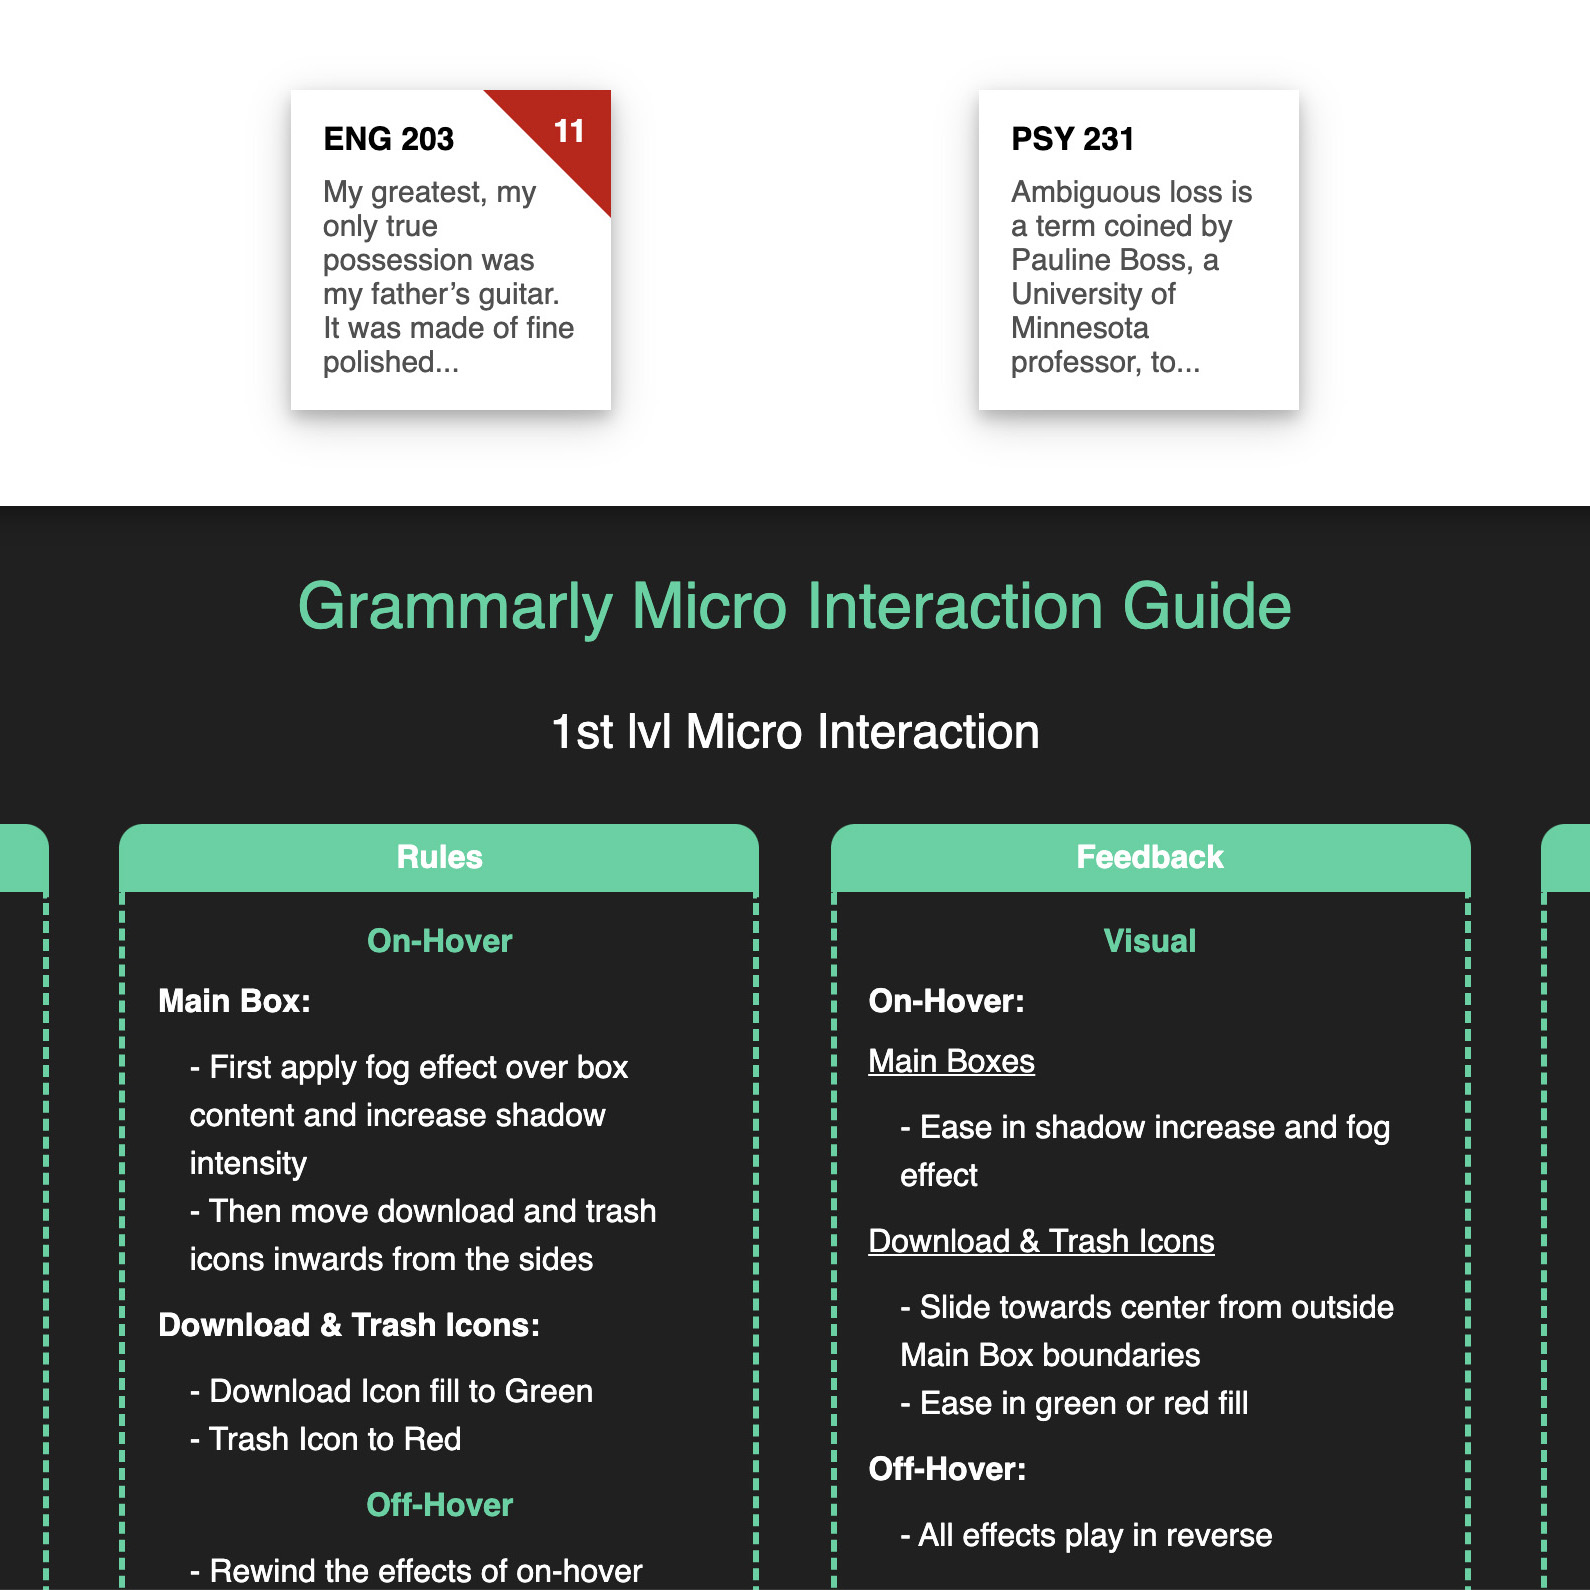 ENG 203
11
My greatest, my
only true
possession was
my father’s guitar.
It was made of fine
polished...
PSY 231
Ambiguous loss is
a term coined by
Pauline Boss, a
University of
Minnesota
professor, to...
Grammarly Micro Interaction Guide
1st lvl Micro Interaction
Rules
On-Hover
Main Box:
- First apply fog effect over box
content and increase shadow
intensity
- Then move download and trash
icons inwards from the sides
Download & Trash Icons:
- Download Icon fill to Green
- Trash Icon to Red
Off-Hover
- Rewind the effects of on-hover
Feedback
Visual
On-Hover:
Main Boxes
- Ease in shadow increase and fog
effect
Download & Trash Icons
- Slide towards center from outside
Main Box boundaries
- Ease in green or red fill
Off-Hover:
- All effects play in reverse